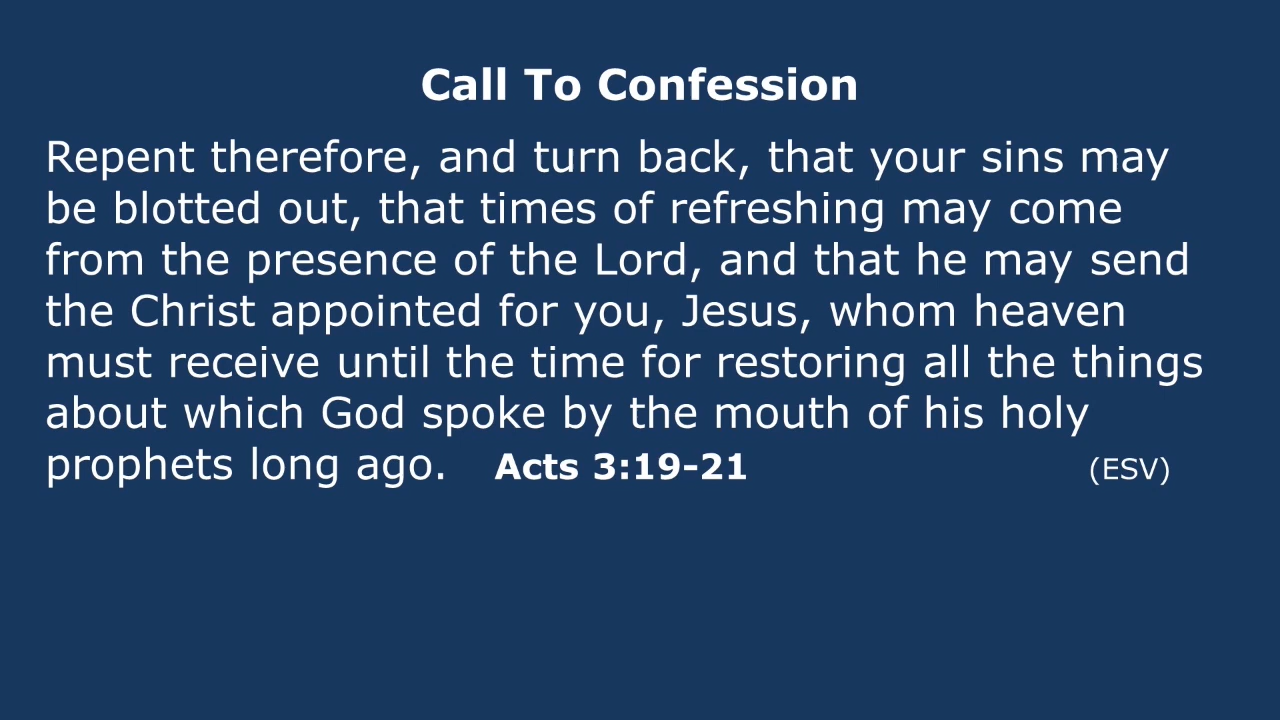 Call To Confession
Repent therefore, and turn back, that your sins may
be blotted out, that times of refreshing may come
from the presence of the Lord, and that he may send
the Christ appointed for you, Jesus, whom heaven
must receive until the time for restoring all the things
about which God spoke by the mouth of his holy
prophets long ago. Acts 3:19-21 (ESV)